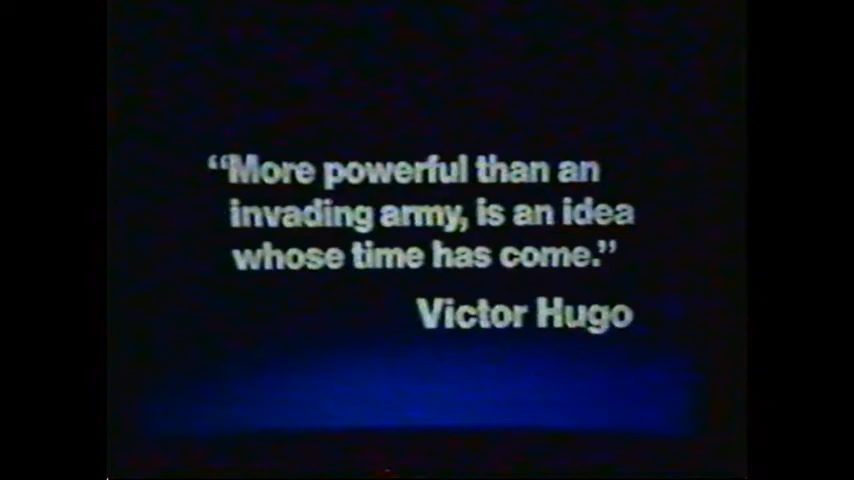 “More powerful than an
invading army, is an idea
whose time has come.”
Victor Hugo